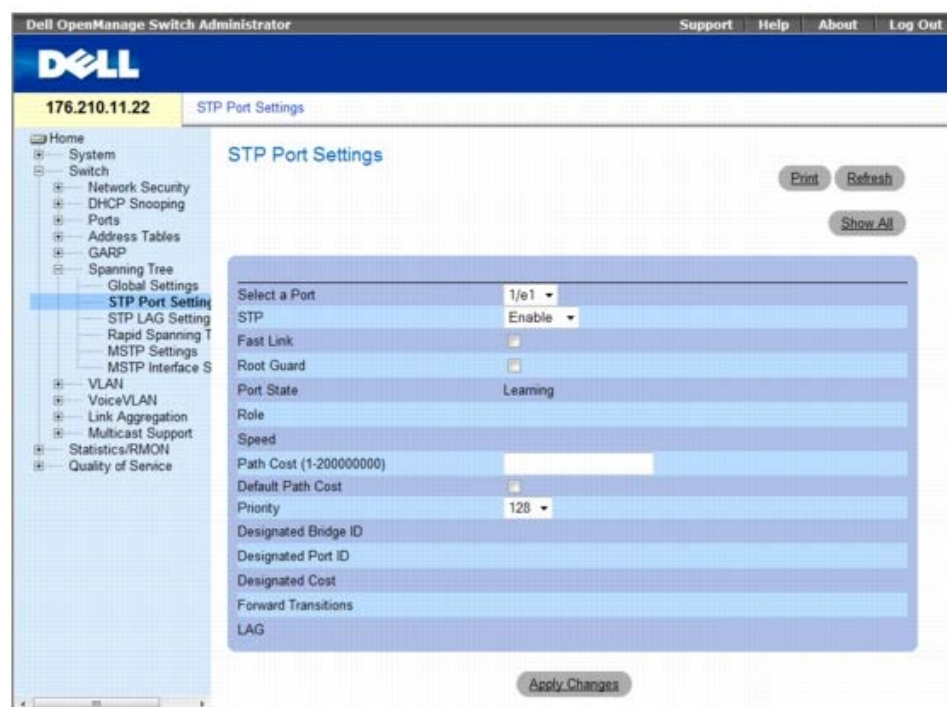 Dell OpenManage Switch Administrator Support Help About Log Out
DELL
176.210.11.22 STP Port Settings
Home
System
Switch
Network Security
DHCP Snooping
Ports
Address Tables
GARP
Spanning Tree
Global Settings
STP Port Setting
STP LAG Setting
Rapid Spanning T
MSTP Settings
MSTP Interface S
VLAN
VoiceVLAN
Link Aggregation
Multicast Support
Statistics/RMON
Quality of Service
STP Port Settings
Print Refresh
Show All
Select a Port 1/e1
STP Enable
Fast Link
Root Guard
Port State Learning
Role
Speed
Path Cost (1-200000000)
Default Path Cost
Priority 128
Designated Bridge ID
Designated Port ID
Designated Cost
Forward Transitions
LAG
Apply Changes